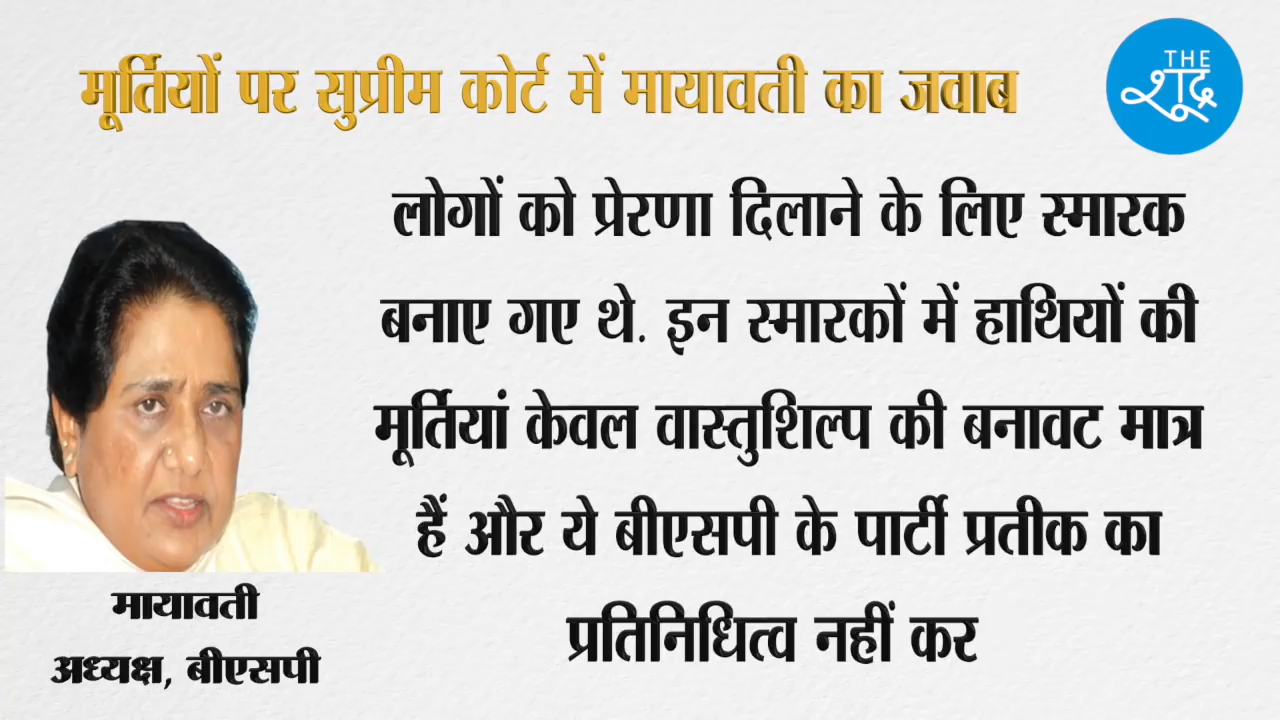 मूर्तियों पर सुप्रीम कोर्ट में मायावती का जवाब
THE
शूद्र
लोगों को प्रेरणा दिलाने के लिए स्मारक
बनाए गए थे. इन स्मारकों में हाथियों की
मूर्तियां केवल वास्तुशिल्प की बनावट मात्र
हैं और ये बीएसपी के पार्टी प्रतीक का
प्रतिनिधित्व नहीं कर
मायावती
अध्यक्ष, बीएसपी